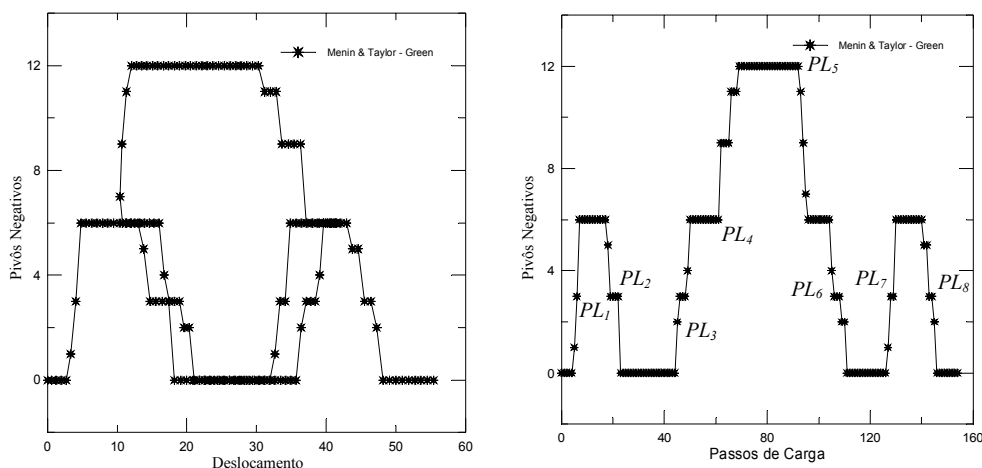 Menin & Taylor - Green
12
8
4
0
Pivôs Negativos
0 10 20 30 40 50 60
Deslocamento
Menin & Taylor - Green
12
8
4
0
Pivôs Negativos
PL5
PL4
PL2
PL1
PL3
PL6
PL7
PL8
0 40 80 120 160
Passos de Carga